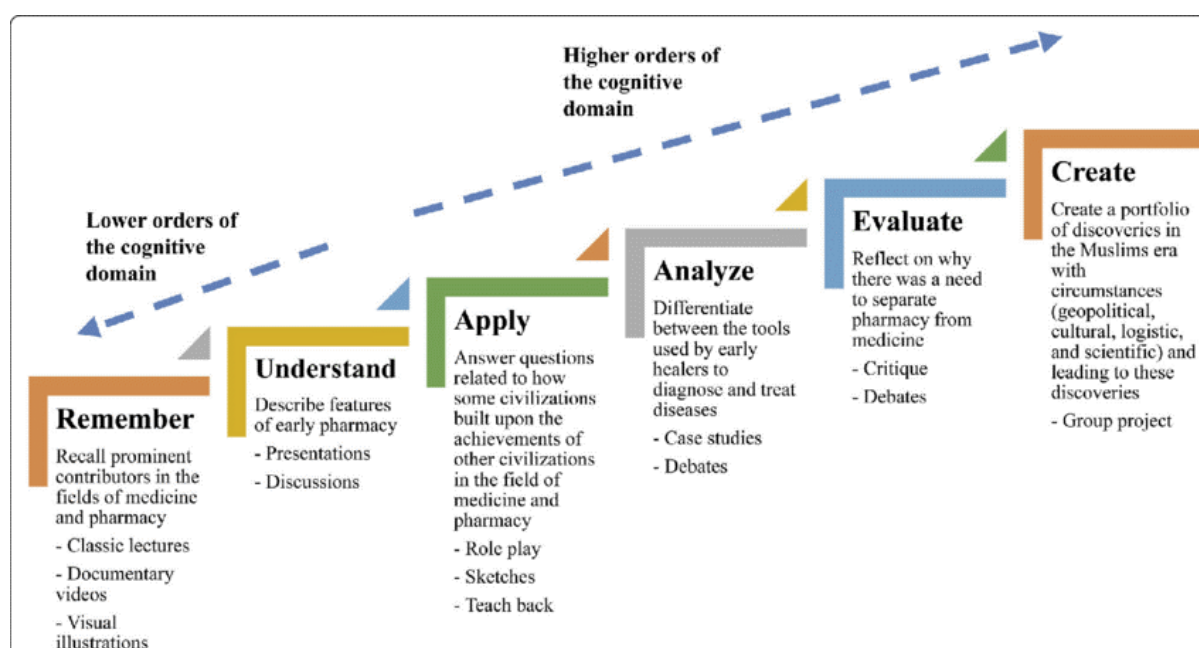 Higher orders of
the cognitive
domain
Lower orders of
the cognitive
domain
Remember
Recall prominent
contributors in the
fields of medicine
and pharmacy
- Classic lectures
- Documentary
videos
- Visual
illustrations
Understand
Describe features
of early pharmacy
- Presentations
- Discussions
Apply
Answer questions
related to how
some civilizations
built upon the
achievements of
other civilizations
in the field of
medicine and
pharmacy
- Role play
- Sketches
- Teach back
Analyze
Differentiate
between the tools
used by early
healers to
diagnose and treat
diseases
- Case studies
- Debates
Evaluate
Reflect on why
there was a need
to separate
pharmacy from
medicine
- Critique
- Debates
Create
Create a portfolio
of discoveries in
the Muslims era
with
circumstances
(geopolitical,
cultural, logistic,
and scientific) and
leading to these
discoveries
- Group project